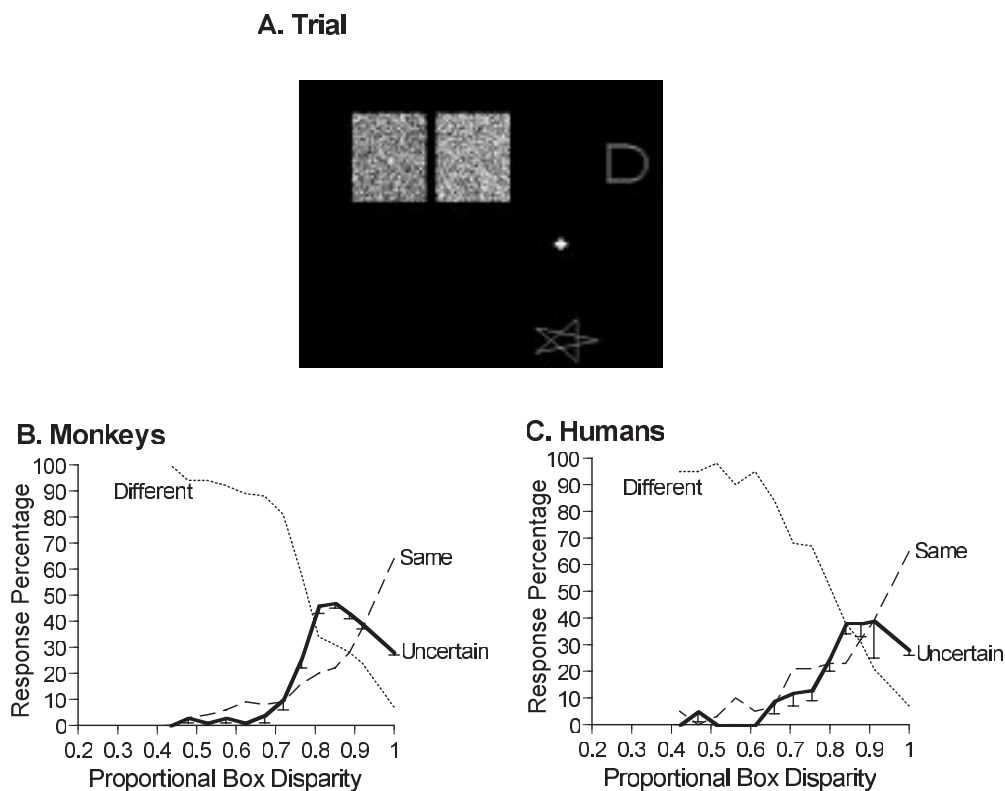 A. Trial
D
B. Monkeys
100
90
80
70
60
50
40
30
20
10
0
Response Percentage
Different
Same
Uncertain
0.2 0.3 0.4 0.5 0.6 0.7 0.8 0.9 1
Proportional Box Disparity
C. Humans
100
90
80
70
60
50
40
30
20
10
0
Response Percentage
Different
Same
Uncertain
0.2 0.3 0.4 0.5 0.6 0.7 0.8 0.9 1
Proportional Box Disparity